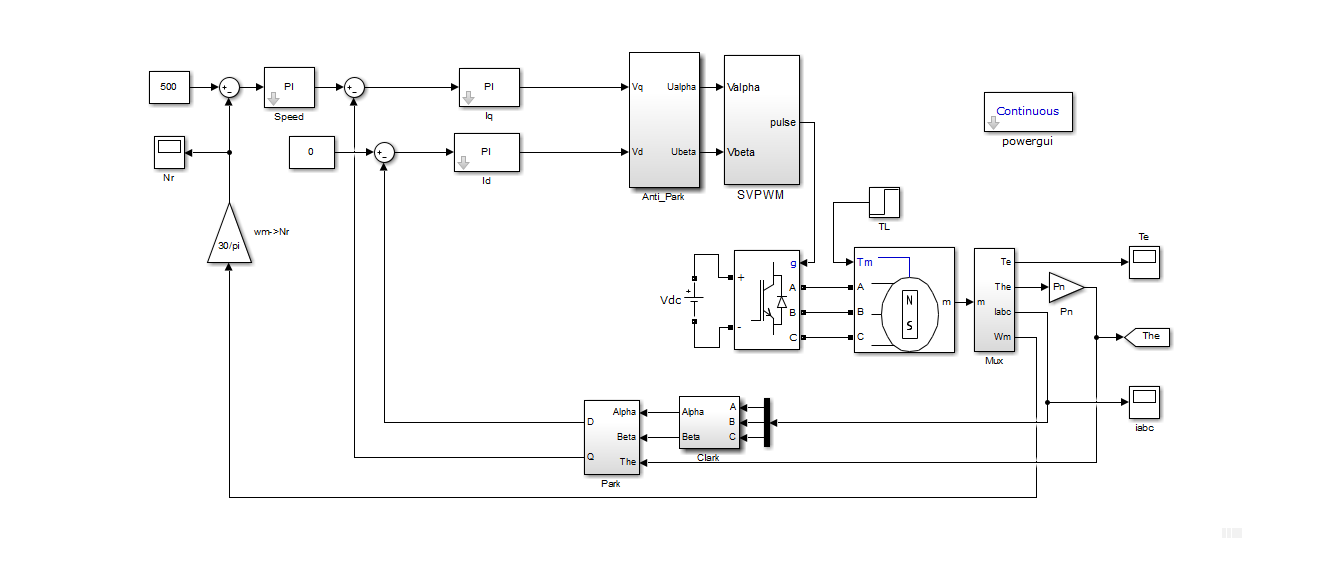 500
+
-
PI
Speed
+
-
PI
Iq
Nr
0
+
-
PI
Id
Vq
Ualpha
Vd
Ubeta
Anti_Park
Valpha
pulse
Vbeta
SVPWM
Continuous
powergui
30/pi
wm->Nr
TL
Vdc
+
+
-
g
A
B
C
Tm
A
B
C
N
S
m
m
Te
The
Iabc
Wm
Mux
Te
Pn
Pn
The
iabc
Alpha
D
Beta
Q
The
Park
Alpha
A
B
Beta
C
Clark